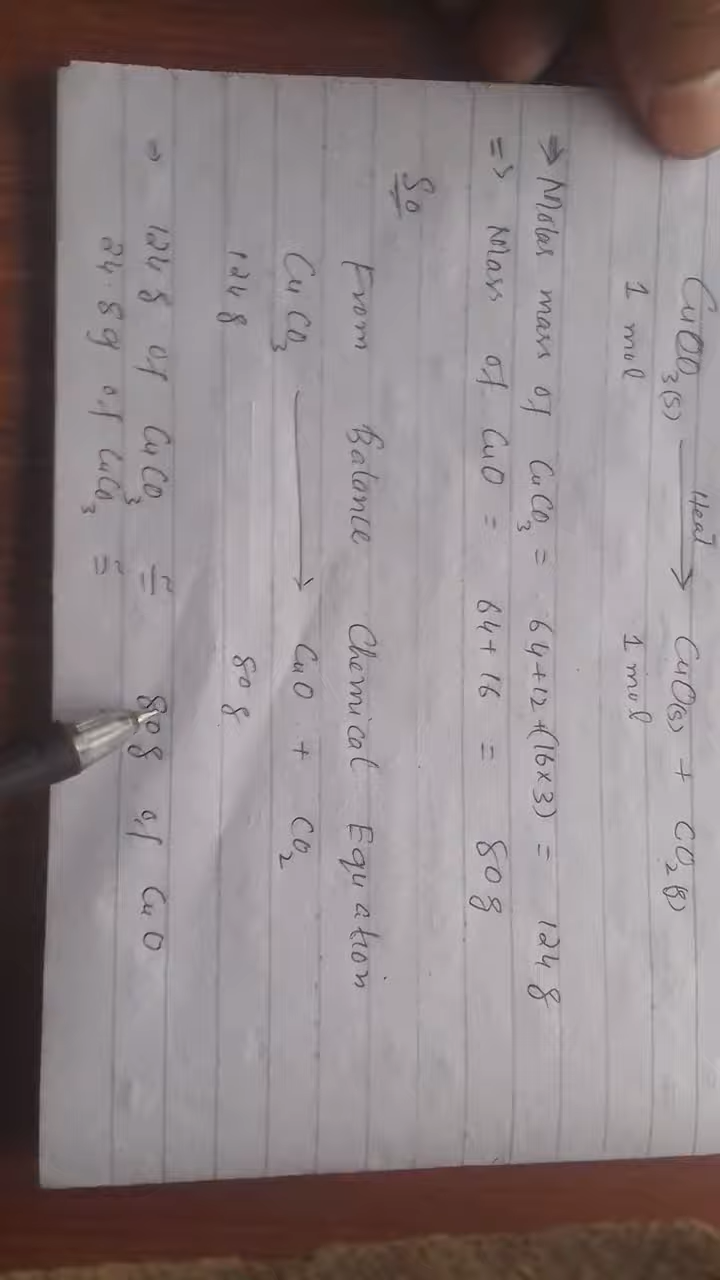 CuCO₃(s) —Heat→ CuO(s) + CO₂(g)
1 mol 1 mol
→ Molas mass of CuCO₃ = 64+12+(16×3) = 124 g
=> Mass of CuO = 64+16 = 80g
So
From Balance Chemical Equation
CuCO₃ → CuO + CO₂
124 g 80 g
→ 124 g of CuCO₃ = 80 g of CuO
24.8 g of CuCO₃ =